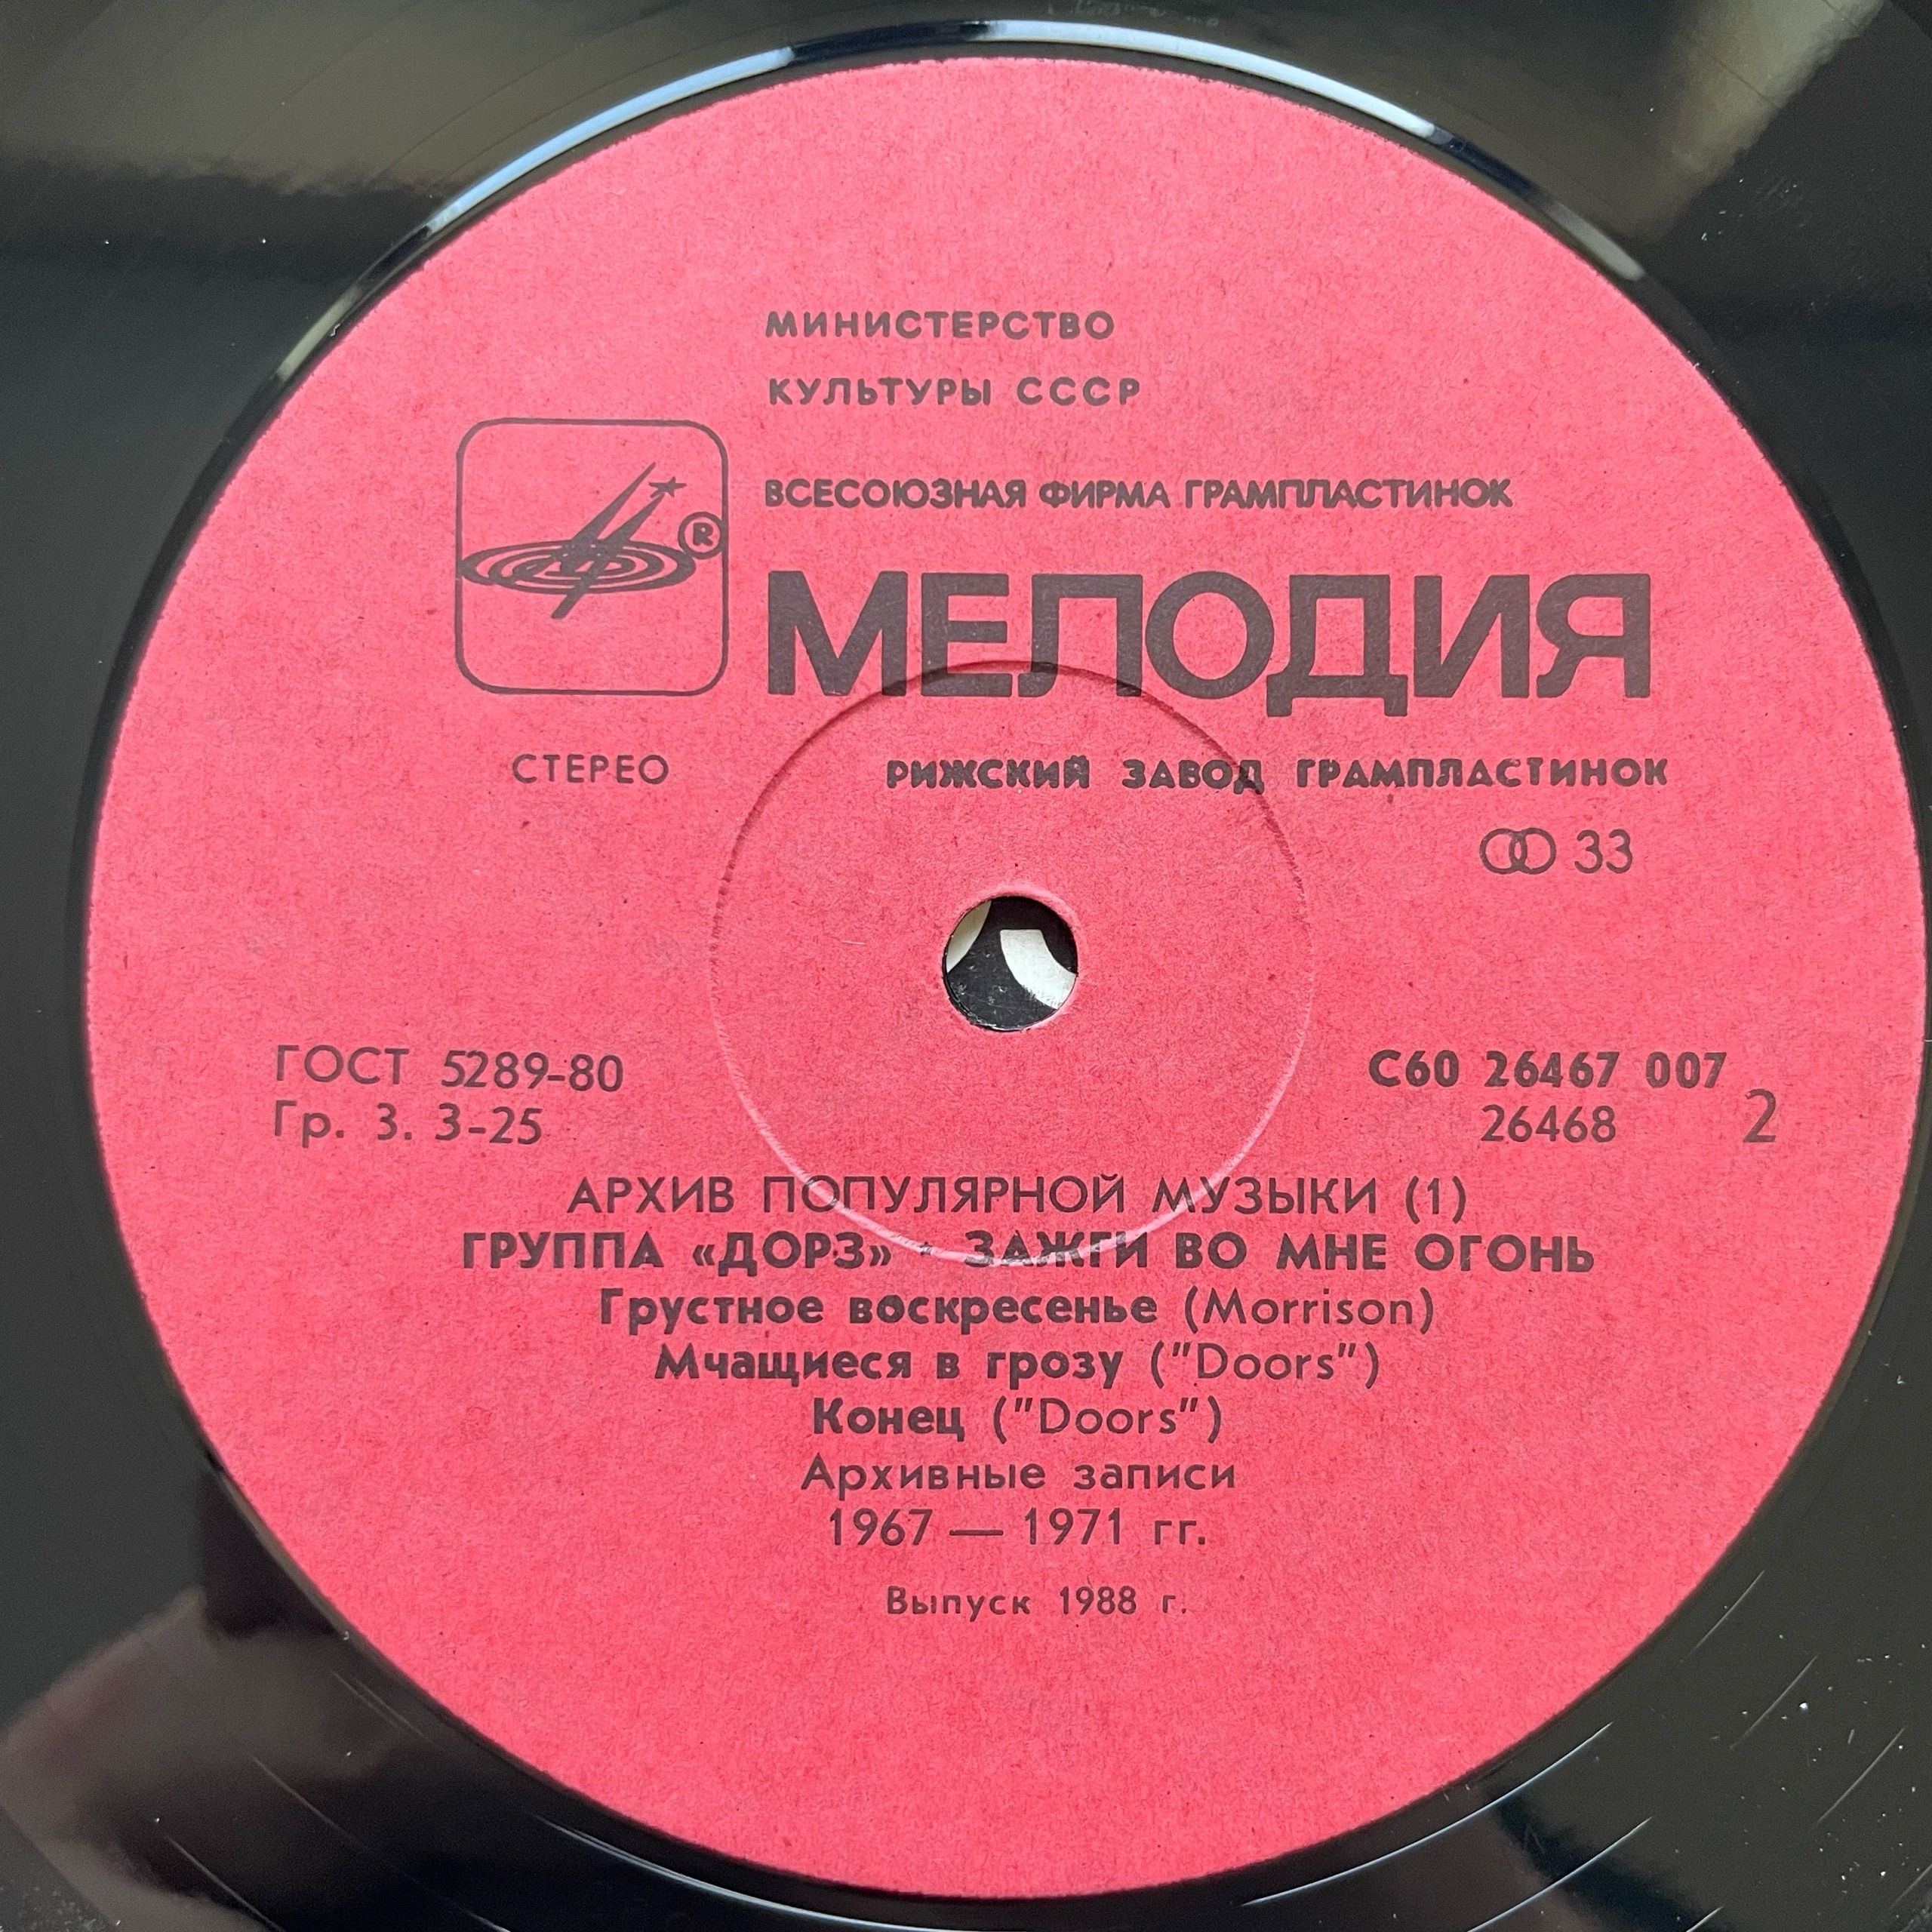 МИНИСТЕРСТВО
КУЛЬТУРЫ СССР
ВСЕСОЮЗНАЯ ФИРМА ГРАМПЛАСТИНОК
®
МЕЛОДИЯ
СТЕРЕО
РИЖСКИЙ ЗАВОД ГРАМПЛАСТИНОК
33
ГОСТ 5289-80
Гр. 3. 3-25
С60 26467 007
26468
2
АРХИВ ПОПУЛЯРНОЙ МУЗЫКИ (1)
ГРУППА «ДОРЗ» · ЗАЖГИ ВО МНЕ ОГОНЬ
Грустное воскресенье (Morrison)
Мчащиеся в грозу ("Doors")
Конец ("Doors")
Архивные записи
1967 — 1971 гг.
Выпуск 1988 г.